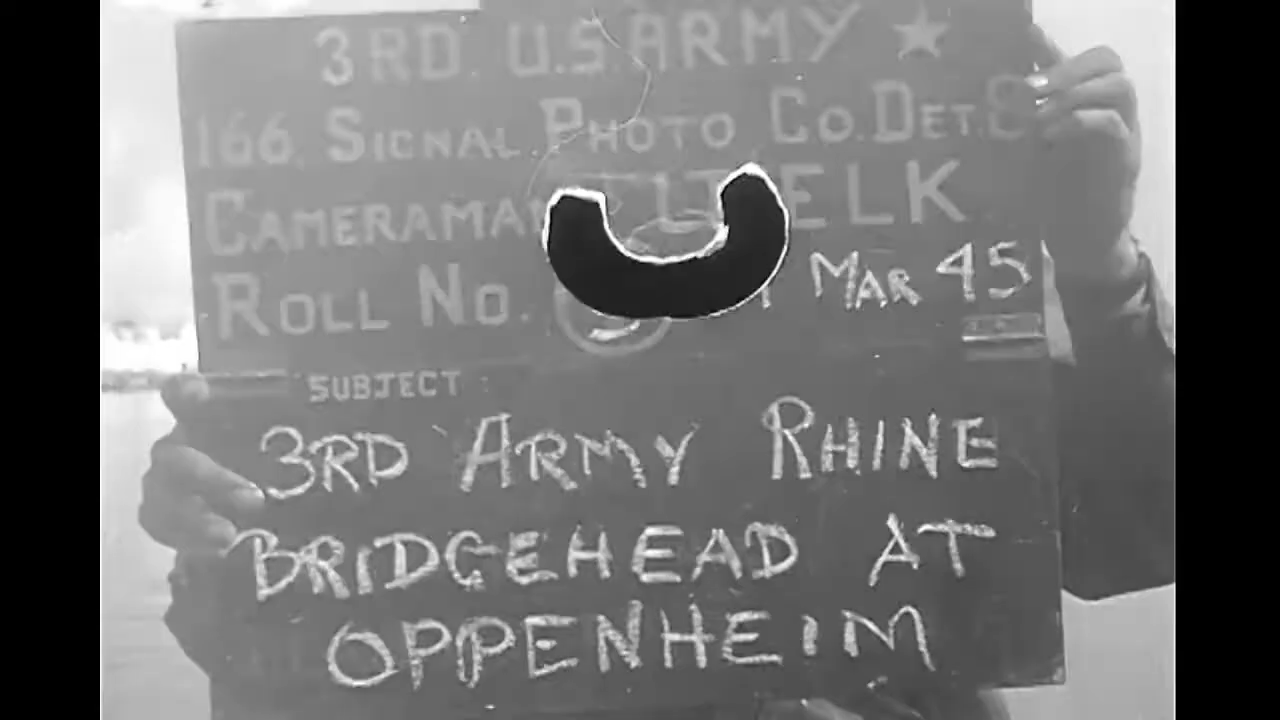 3RD. U.S. ARMY
166. SIGNAL PHOTO CO. DET. 8
CAMERAMAN
ROLL NO. MAR 45
SUBJECT:
3RD ARMY RHINE
BRIDGEHEAD AT
OPPENHEIM